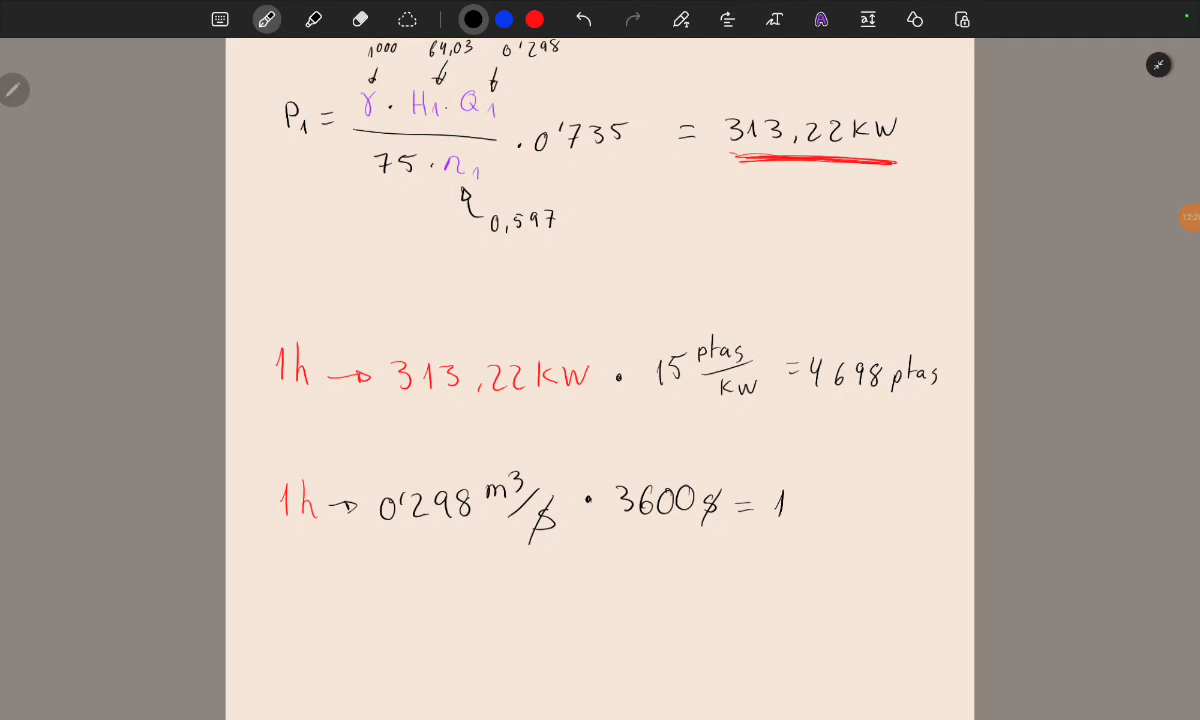 1000 64,03 0'298
P₁ = γ · H₁ · Q₁ / 75 · η₁ · 0'735 = 313,22 KW
0,597
1h → 313,22 KW · 15 ptas/KW = 4698 ptas
1h → 0'298 m³/s · 3600 s = 1